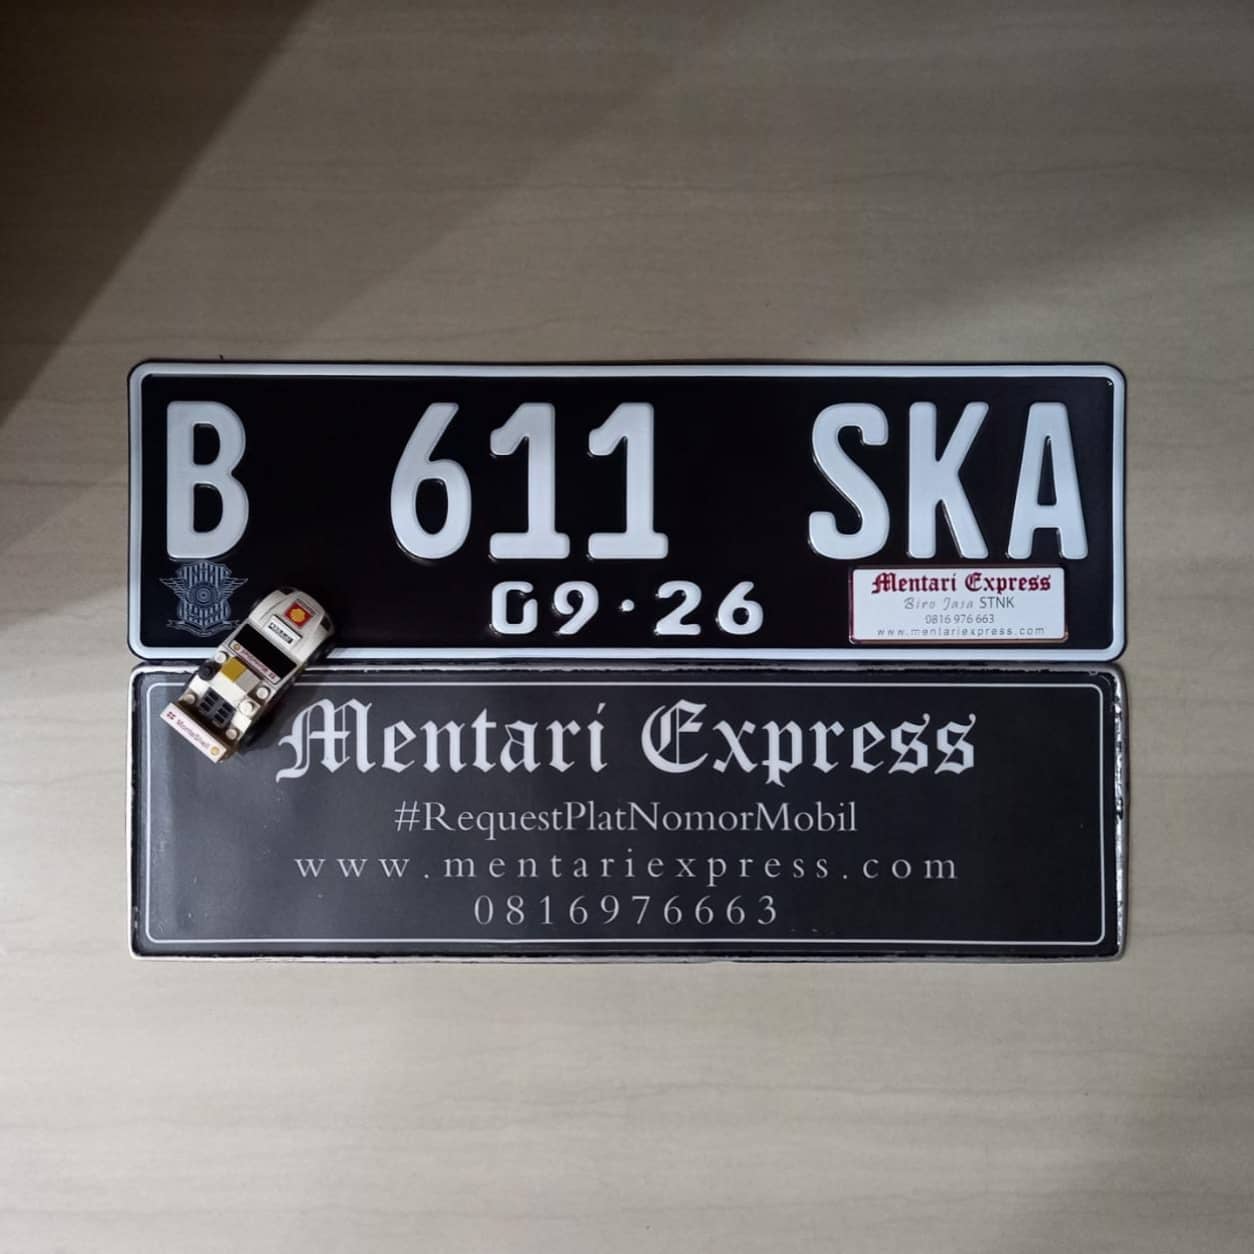 B 611 SKA
09·26
Mentari Express
Biro Jasa STNK
0816 976 663
www.mentariexpress.com
Mentari Express
#RequestPlatNomorMobil
www.mentariexpress.com
0816976663